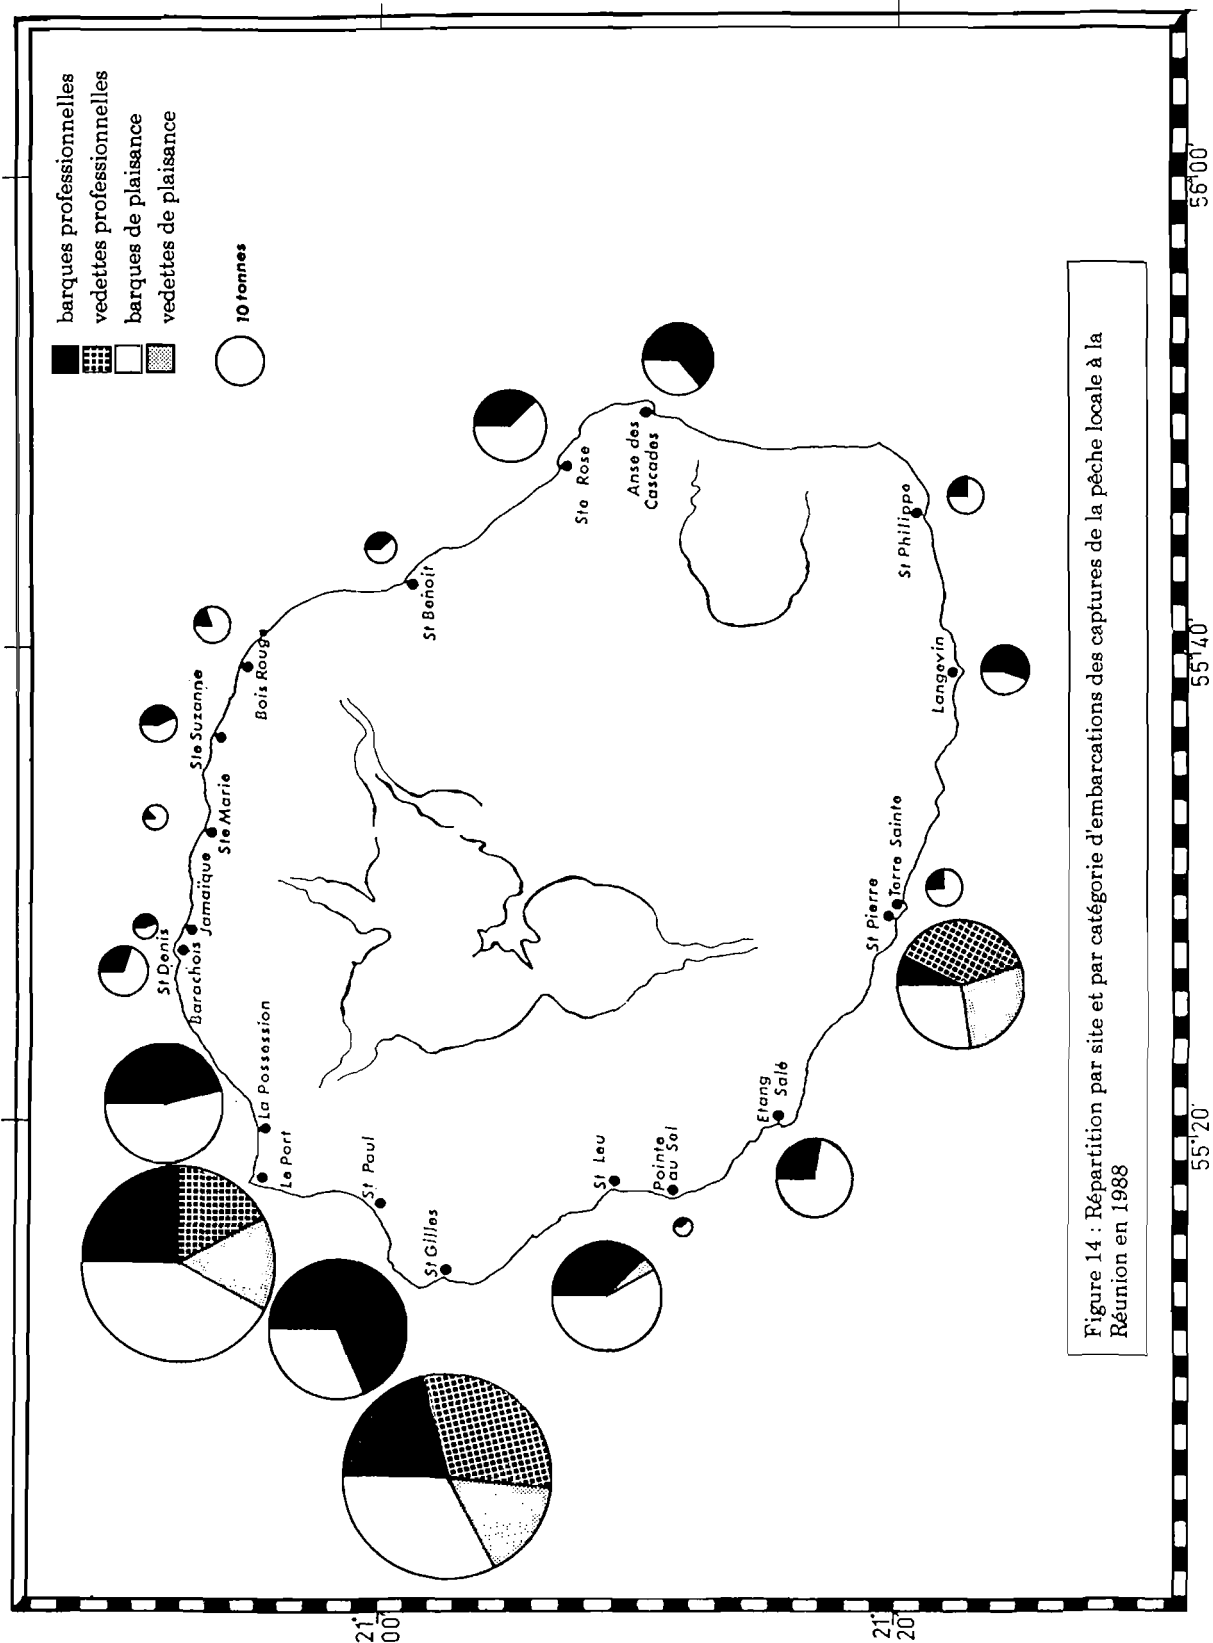 barques professionnelles
vedettes professionnelles
barques de plaisance
vedettes de plaisance
10 tonnes
St Denis
Barachois
Jamaïque
Ste Marie
Ste Suzanne
Bois Rouge
St Benoit
Ste Rose
Anse des
Cascades
La Possession
Le Port
St Paul
St Gilles
St Leu
Pointe
au Sel
Etang
Salé
St Pierre
Terre Sainte
Langevin
St Philippe
21°
00'
21°
20'
55°20'
55°40'
56°00'
Figure 14 : Répartition par site et par catégorie d'embarcations des captures de la pêche locale à la
Réunion en 1988